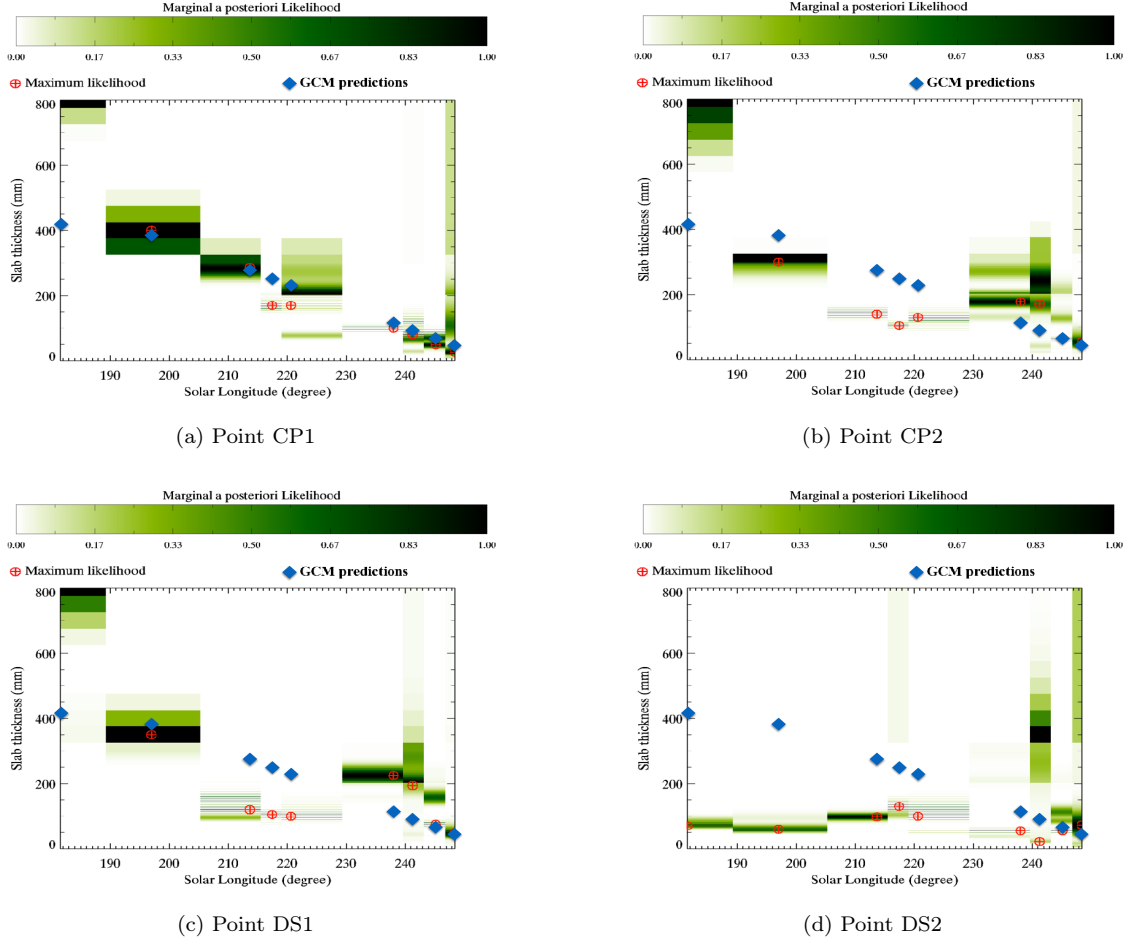 Marginal a posteriori Likelihood
0.00 0.17 0.33 0.50 0.67 0.83 1.00
Maximum likelihood
GCM predictions
800
600
400
200
0
Slab thickness (mm)
190 200 210 220 230 240
Solar Longitude (degree)
(a) Point CP1
Marginal a posteriori Likelihood
0.00 0.17 0.33 0.50 0.67 0.83 1.00
Maximum likelihood
GCM predictions
800
600
400
200
0
Slab thickness (mm)
190 200 210 220 230 240
Solar Longitude (degree)
(b) Point CP2
Marginal a posteriori Likelihood
0.00 0.17 0.33 0.50 0.67 0.83 1.00
Maximum likelihood
GCM predictions
800
600
400
200
0
Slab thickness (mm)
190 200 210 220 230 240
Solar Longitude (degree)
(c) Point DS1
Marginal a posteriori Likelihood
0.00 0.17 0.33 0.50 0.67 0.83 1.00
Maximum likelihood
GCM predictions
800
600
400
200
0
Slab thickness (mm)
190 200 210 220 230 240
Solar Longitude (degree)
(d) Point DS2